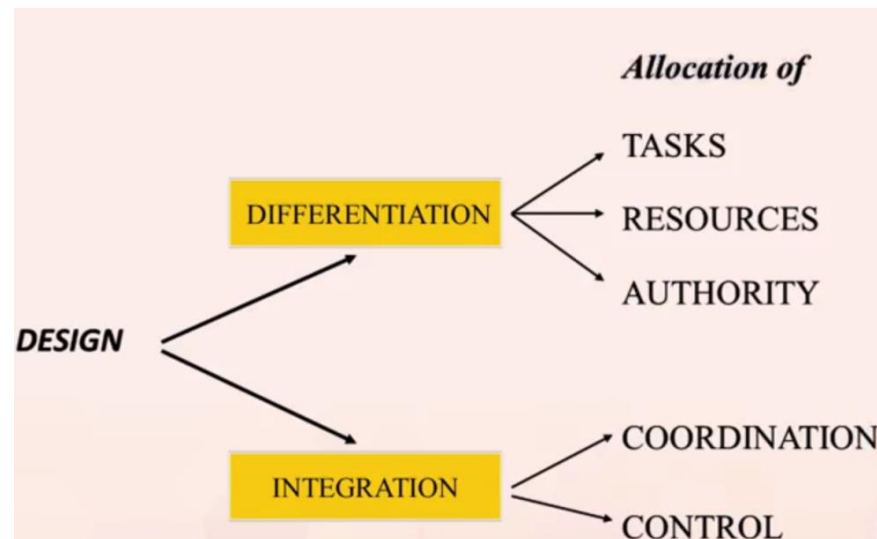 Allocation of
TASKS
DIFFERENTIATION
RESOURCES
AUTHORITY
DESIGN
COORDINATION
INTEGRATION
CONTROL